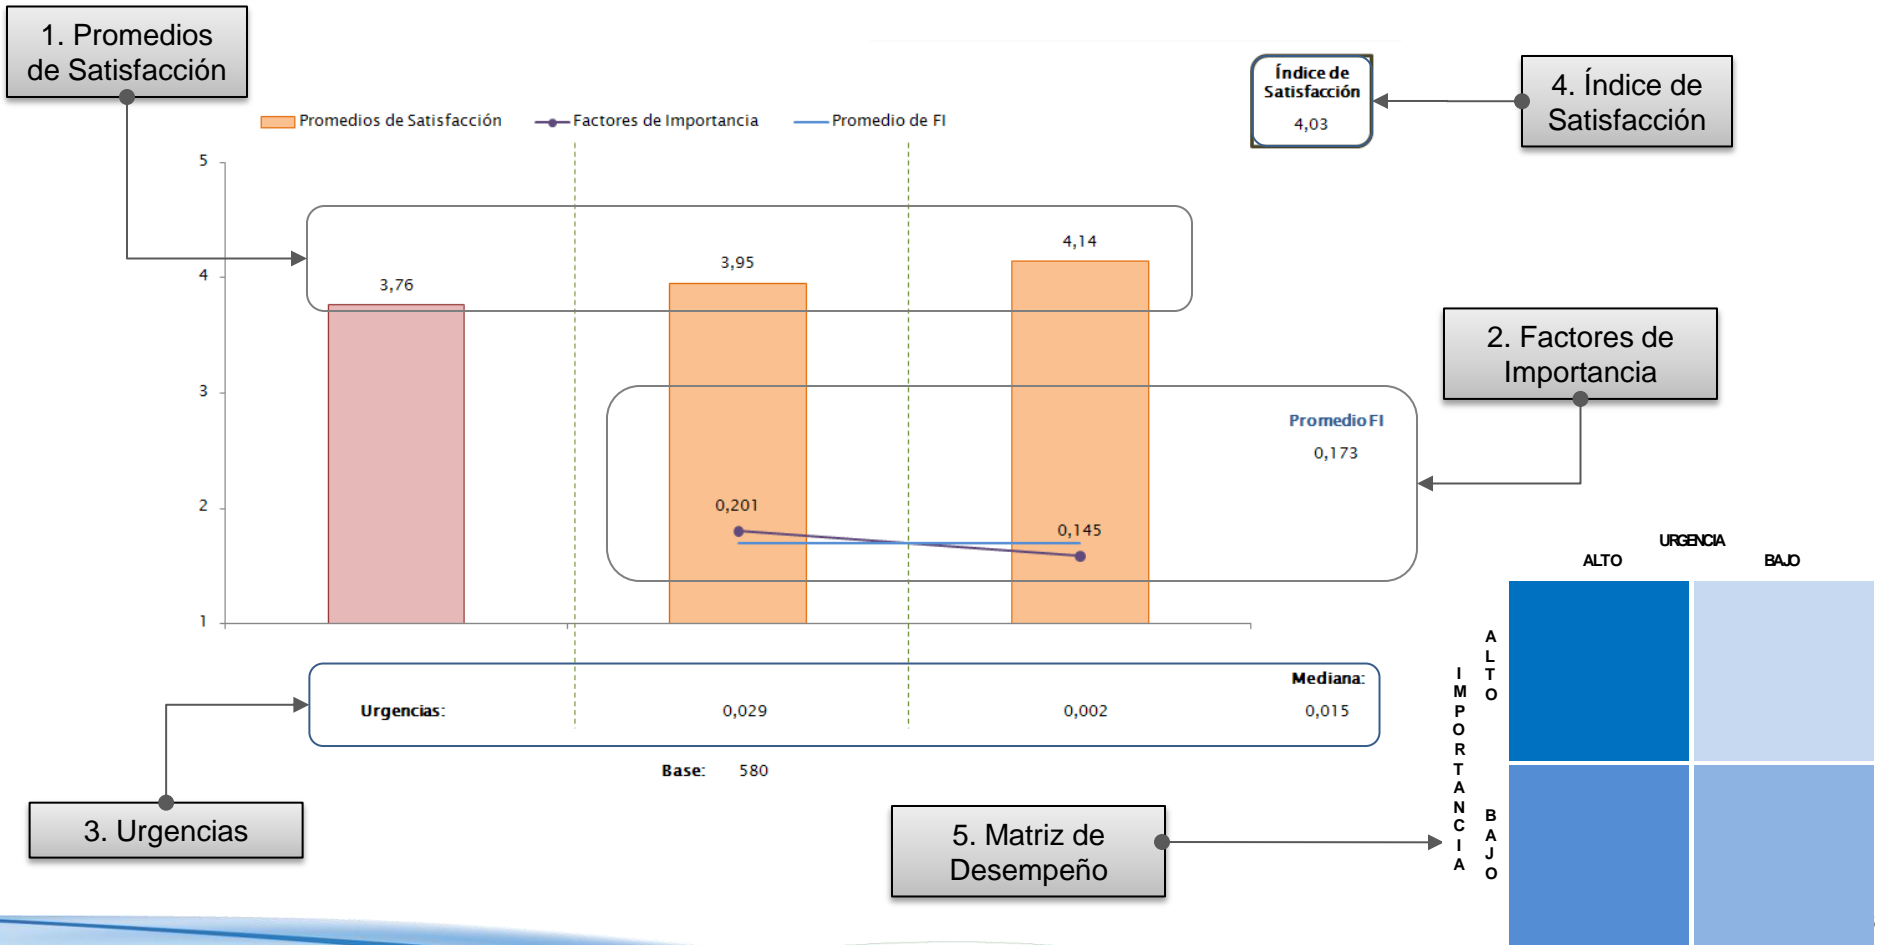 1. Promedios
de Satisfacción
Índice de
Satisfacción
4,03
4. Índice de
Satisfacción
Promedios de Satisfacción
Factores de Importancia
Promedio de FI
5
4
3
2
1
3,76
3,95
4,14
2. Factores de
Importancia
Promedio FI
0,173
0,201
0,145
URGENCIA
ALTO
BAJO
IMPORTANCIA
ALTO
BAJO
Mediana:
Urgencias:
0,029
0,002
0,015
Base:
580
3. Urgencias
5. Matriz de
Desempeño